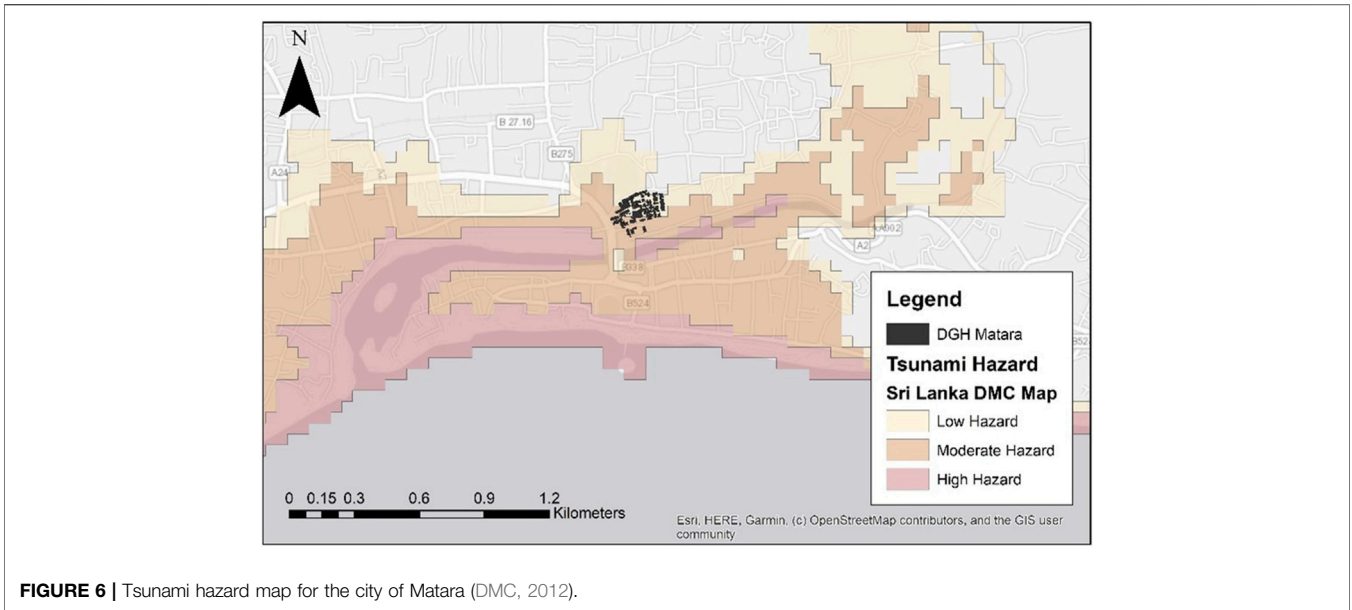 N
B 27.16
B275
A24
A2
B338
B524
Legend
DGH Matara
Tsunami Hazard
Sri Lanka DMC Map
Low Hazard
Moderate Hazard
High Hazard
0 0.15 0.3 0.6 0.9 1.2
Kilometers
Esri, HERE, Garmin, (c) OpenStreetMap contributors, and the GIS user
community
FIGURE 6 | Tsunami hazard map for the city of Matara (DMC, 2012).